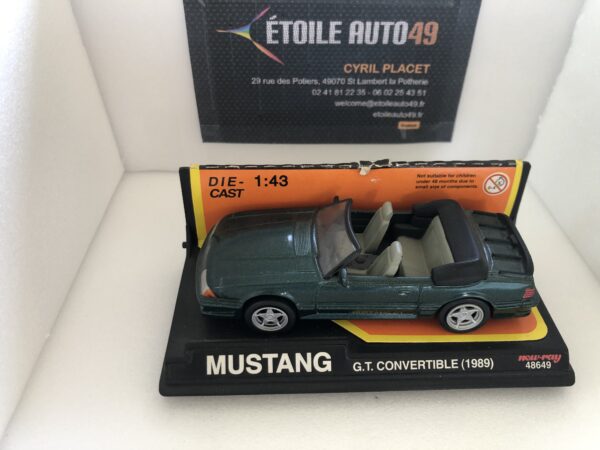 ÉTOILE AUTO49
CYRIL PLACET
29 rue des Potiers, 49070 St Lambert la Potherie
02 41 81 22 35 - 06 02 25 43 51
welcome@etoileauto49.fr
etoileauto49.fr
DIE-CAST 1:43
Not suitable for children
under 48 months due to
small size of components
MUSTANG G.T. CONVERTIBLE (1989)
new-ray
48649